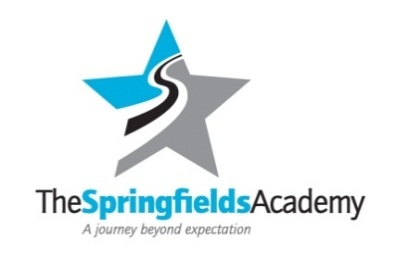 TheSpringfieldsAcademy
A journey beyond expectation